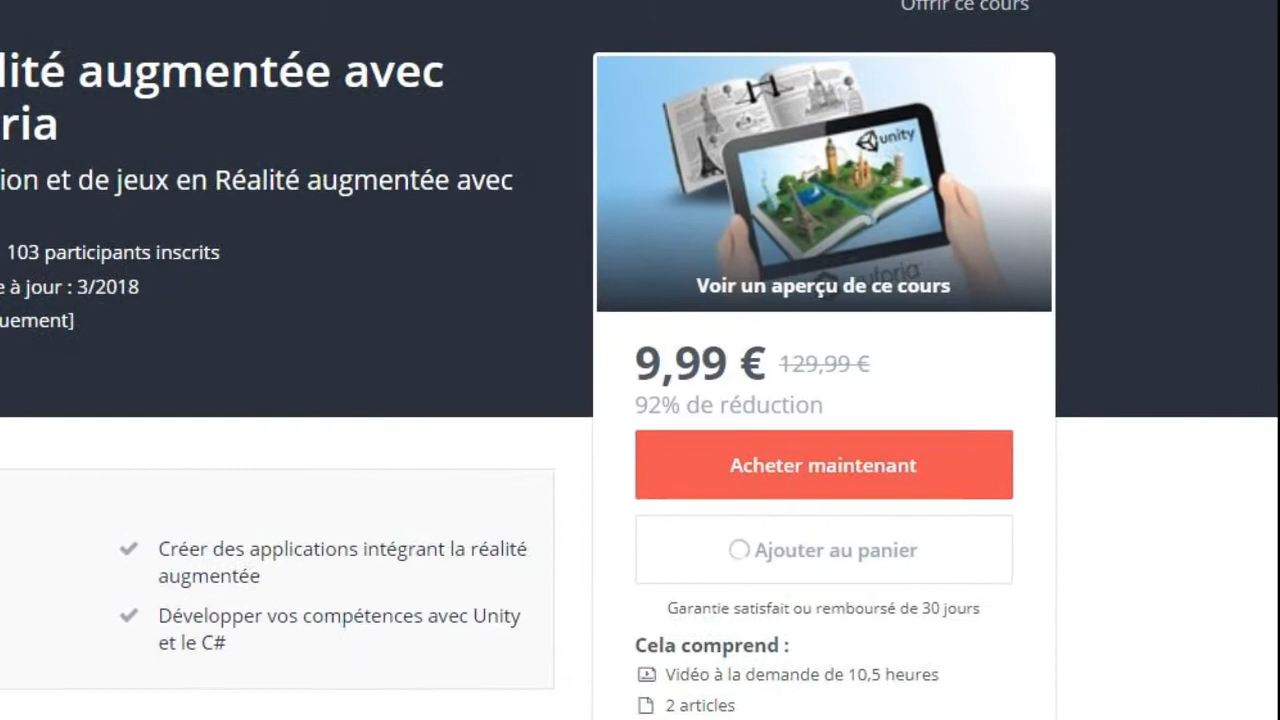 Offrir ce cours
lité augmentée avec
ria
ion et de jeux en Réalité augmentée avec
103 participants inscrits
e à jour : 3/2018
uement]
unity
Voir un aperçu de ce cours
9,99 € 129,99 €
92% de réduction
Acheter maintenant
Ajouter au panier
Garantie satisfait ou remboursé de 30 jours
Créer des applications intégrant la réalité
augmentée
Développer vos compétences avec Unity
et le C#
Cela comprend :
Vidéo à la demande de 10,5 heures
2 articles